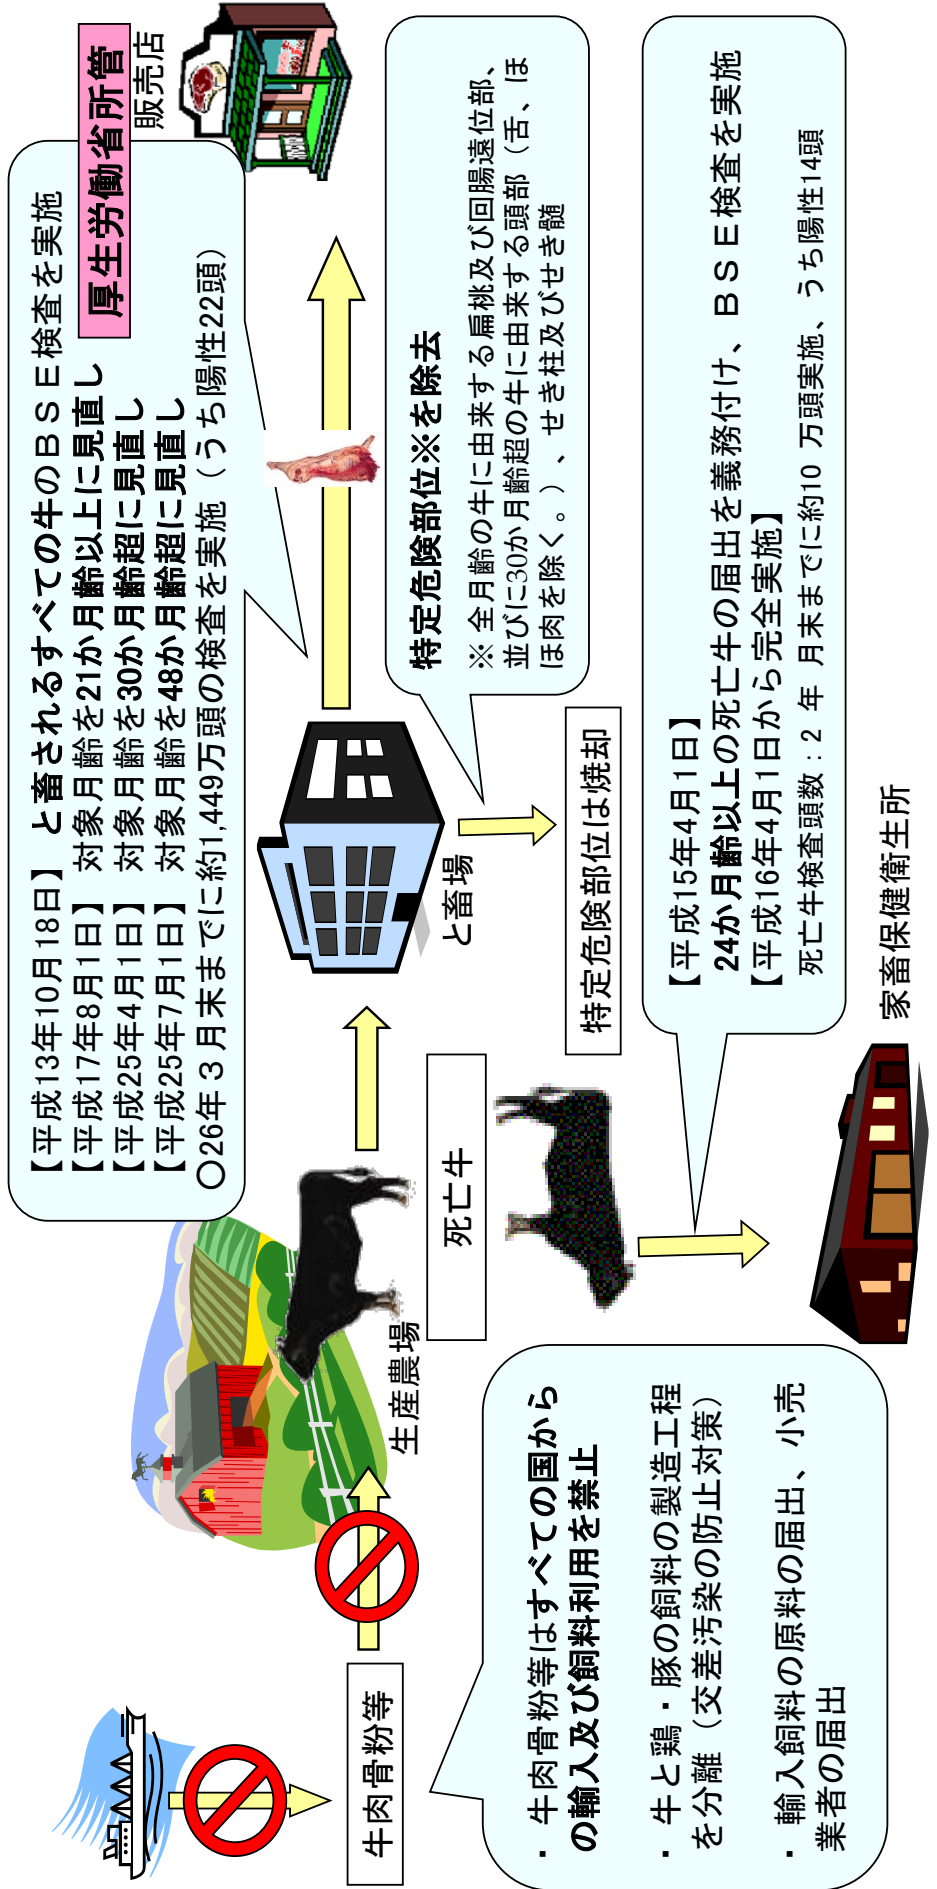 【平成13年10月18日】 と畜されるすべての牛のＢＳＥ検査を実施
【平成17年8月1日】 対象月齢を21か月齢以上に見直し
【平成25年4月1日】 対象月齢を30か月齢超に見直し
【平成25年7月1日】 対象月齢を48か月齢超に見直し
○26年３月末までに約1,449万頭の検査を実施（うち陽性22頭）
厚生労働省所管
販売店
生産農場
と畜場
特定危険部位※を除去
※ 全月齢の牛に由来する扁桃及び回腸遠位部、
並びに30か月齢超の牛に由来する頭部（舌、ほ
ほ肉を除く。）、せき柱及びせき髄
牛肉骨粉等
死亡牛
特定危険部位は焼却
・ 牛肉骨粉等はすべての国から
の輸入及び飼料利用を禁止
・ 牛と鶏・豚の飼料の製造工程
を分離（交差汚染の防止対策）
・ 輸入飼料の原料の届出、小売
業者の届出
【平成15年4月1日】
24か月齢以上の死亡牛の届出を義務付け、ＢＳＥ検査を実施
【平成16年4月1日から完全実施】
死亡牛検査頭数：2 年 月末までに約10 万頭実施、うち陽性14頭
家畜保健衛生所